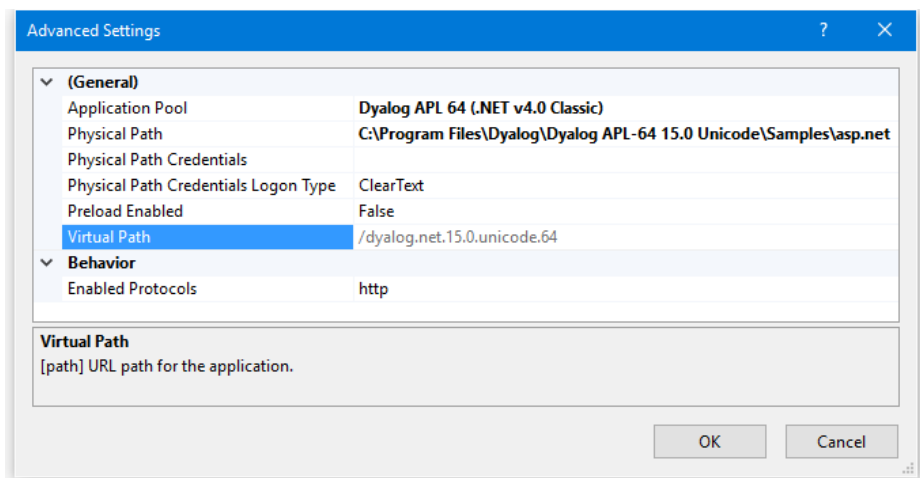 Advanced Settings
(General)
Application Pool Dyalog APL 64 (.NET v4.0 Classic)
Physical Path C:\Program Files\Dyalog\Dyalog APL-64 15.0 Unicode\Samples\asp.net
Physical Path Credentials
Physical Path Credentials Logon Type ClearText
Preload Enabled False
Virtual Path /dyalog.net.15.0.unicode.64
Behavior
Enabled Protocols http
Virtual Path
[path] URL path for the application.
OK Cancel